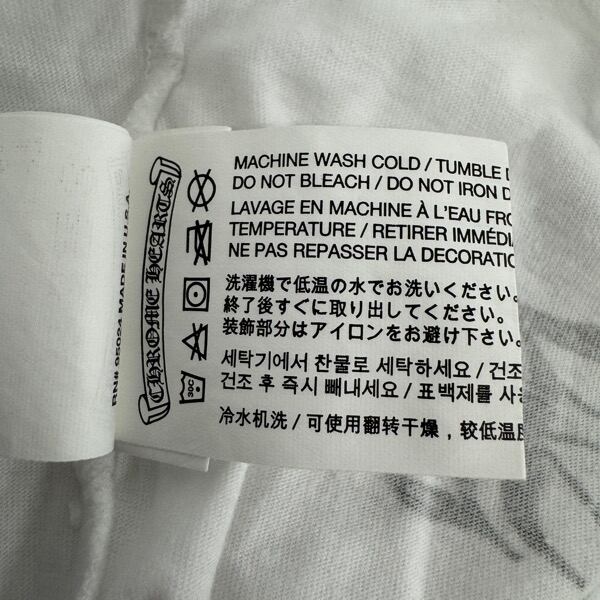 RN# 95024 MADE IN U.S.A.
CHROME HEARTS
30C
MACHINE WASH COLD / TUMBLE D
DO NOT BLEACH / DO NOT IRON D
LAVAGE EN MACHINE À L'EAU FRO
TEMPERATURE / RETIRER IMMÉDIA
NE PAS REPASSER LA DECORATIO
洗濯機で低温の水でお洗いください。
終了後すぐに取り出してください。
装飾部分はアイロンをお避け下さい。
세탁기에서 찬물로 세탁하세요 / 건조
건조 후 즉시 빼내세요 / 표백제를 사용
冷水机洗 / 可使用翻转干燥，较低温度